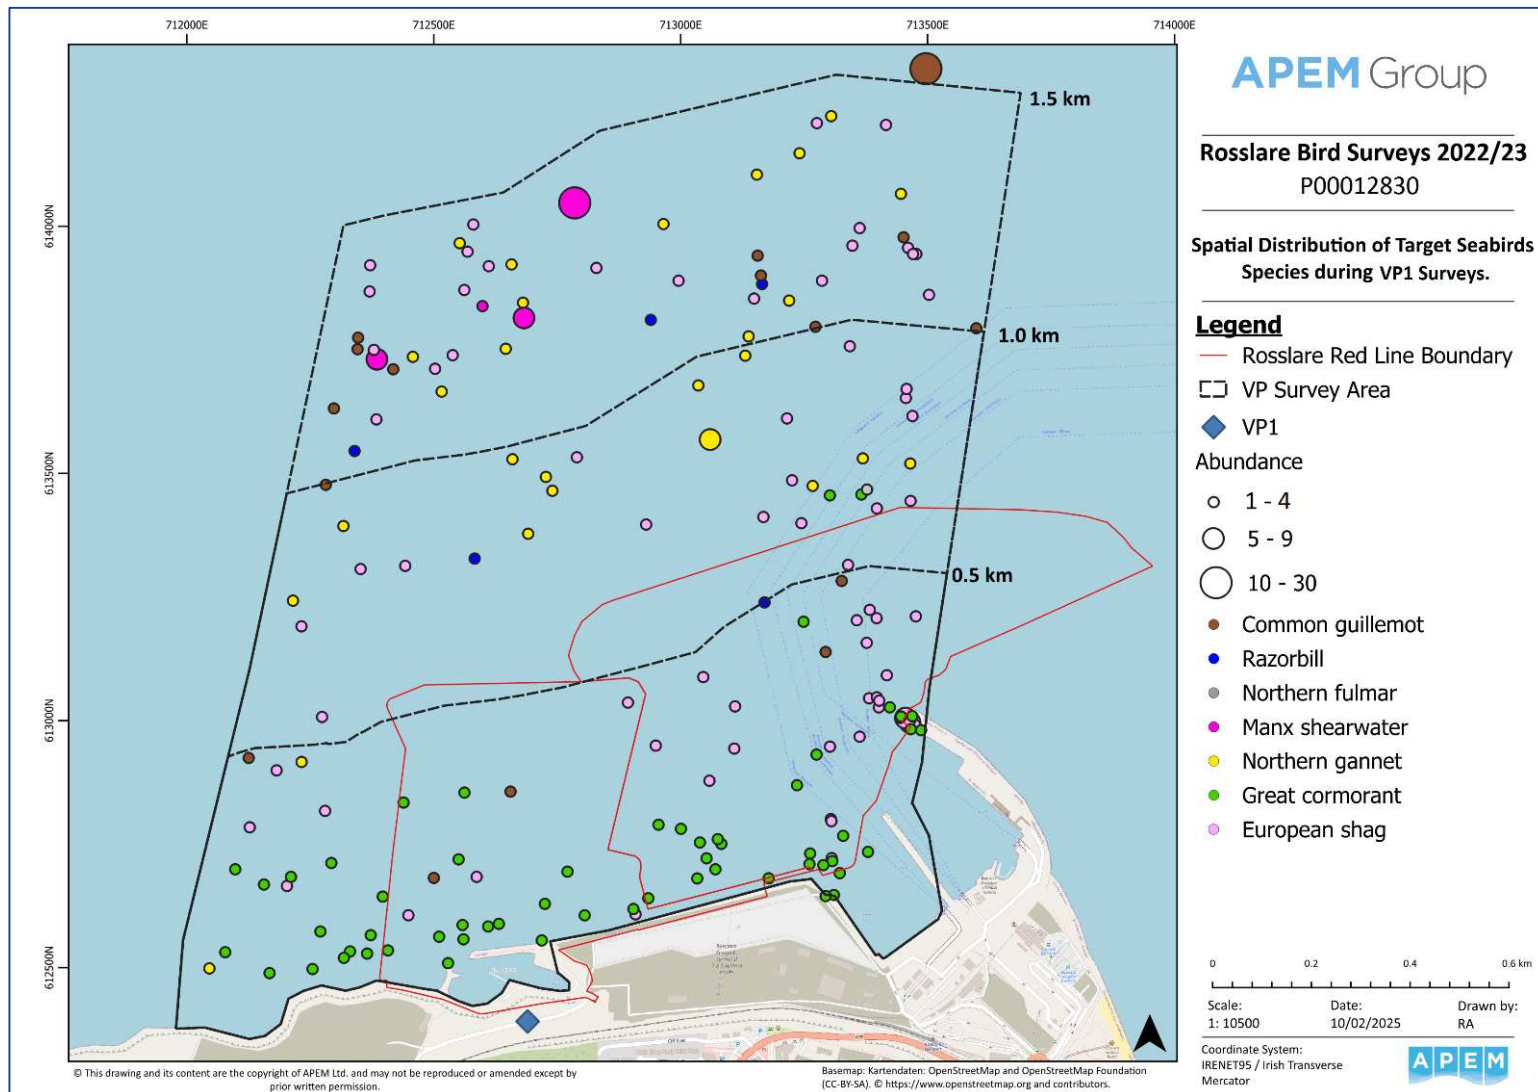 712000E
712500E
713000E
713500E
714000E
614000N
613500N
613000N
612500N
1.5 km
1.0 km
0.5 km
APEM Group
Rosslare Bird Surveys 2022/23
P00012830
Spatial Distribution of Target Seabirds
Species during VP1 Surveys.
Legend
Rosslare Red Line Boundary
VP Survey Area
VP1
Abundance
1 - 4
5 - 9
10 - 30
Common guillemot
Razorbill
Northern fulmar
Manx shearwater
Northern gannet
Great cormorant
European shag
0 0.2 0.4 0.6 km
Scale: Date: Drawn by:
1: 10500 10/02/2025 RA
Coordinate System:
IRENET95 / Irish Transverse
Mercator
APEM
© This drawing and its content are the copyright of APEM Ltd. and may not be reproduced or amended except by
prior written permission.
Basemap: Kartendaten: OpenStreetMap and OpenStreetMap Foundation
(CC-BY-SA). © https://www.openstreetmap.org and contributors.